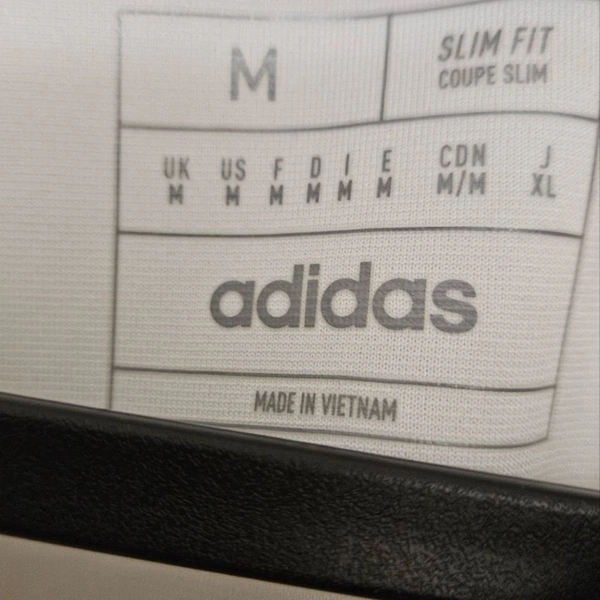 M
SLIM FIT
COUPE SLIM
UK US F D I E CDN J
M M M M M M M/M XL
adidas
MADE IN VIETNAM